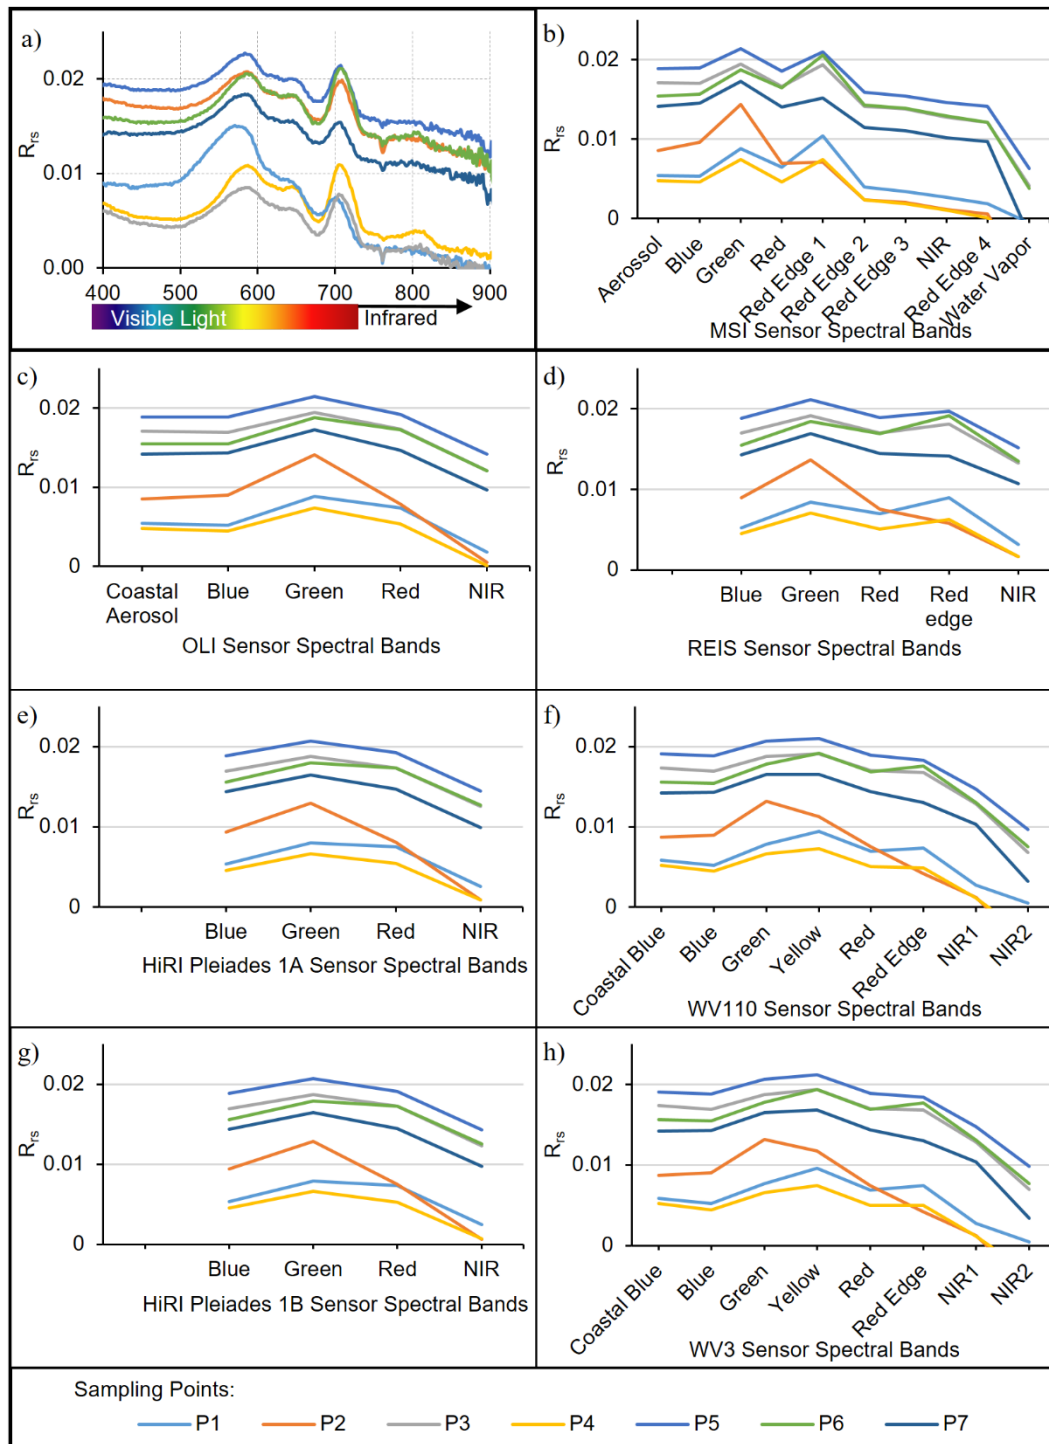 a)
0.02
0.01
0.00
Rrs
400 500 600 700 800 900
Visible Light Infrared
b)
0.02
0.01
0
Rrs
Aerossol Blue Green Red Red Edge 1 Red Edge 2 Red Edge 3 NIR Red Edge 4 Water Vapor
MSI Sensor Spectral Bands
c)
0.02
0.01
0
Rrs
Coastal Blue Green Red NIR
Aerosol
OLI Sensor Spectral Bands
d)
0.02
0.01
0
Rrs
Blue Green Red Red NIR
edge
REIS Sensor Spectral Bands
e)
0.02
0.01
0
Rrs
Blue Green Red NIR
HiRI Pleiades 1A Sensor Spectral Bands
f)
0.02
0.01
0
Rrs
Coastal Blue Blue Green Yellow Red Red Edge NIR1 NIR2
WV110 Sensor Spectral Bands
g)
0.02
0.01
0
Rrs
Blue Green Red NIR
HiRI Pleiades 1B Sensor Spectral Bands
h)
0.02
0.01
0
Rrs
Coastal Blue Blue Green Yellow Red Red Edge NIR1 NIR2
WV3 Sensor Spectral Bands
Sampling Points:
P1 P2 P3 P4 P5 P6 P7